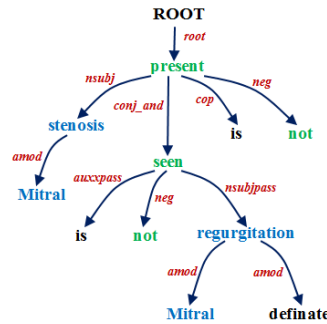 ROOT
root
present
nsubj conj_and cop neg
stenosis is not
amod seen
Mitral auxxpass neg nsubjpass
is not regurgitation
amod amod
Mitral definate